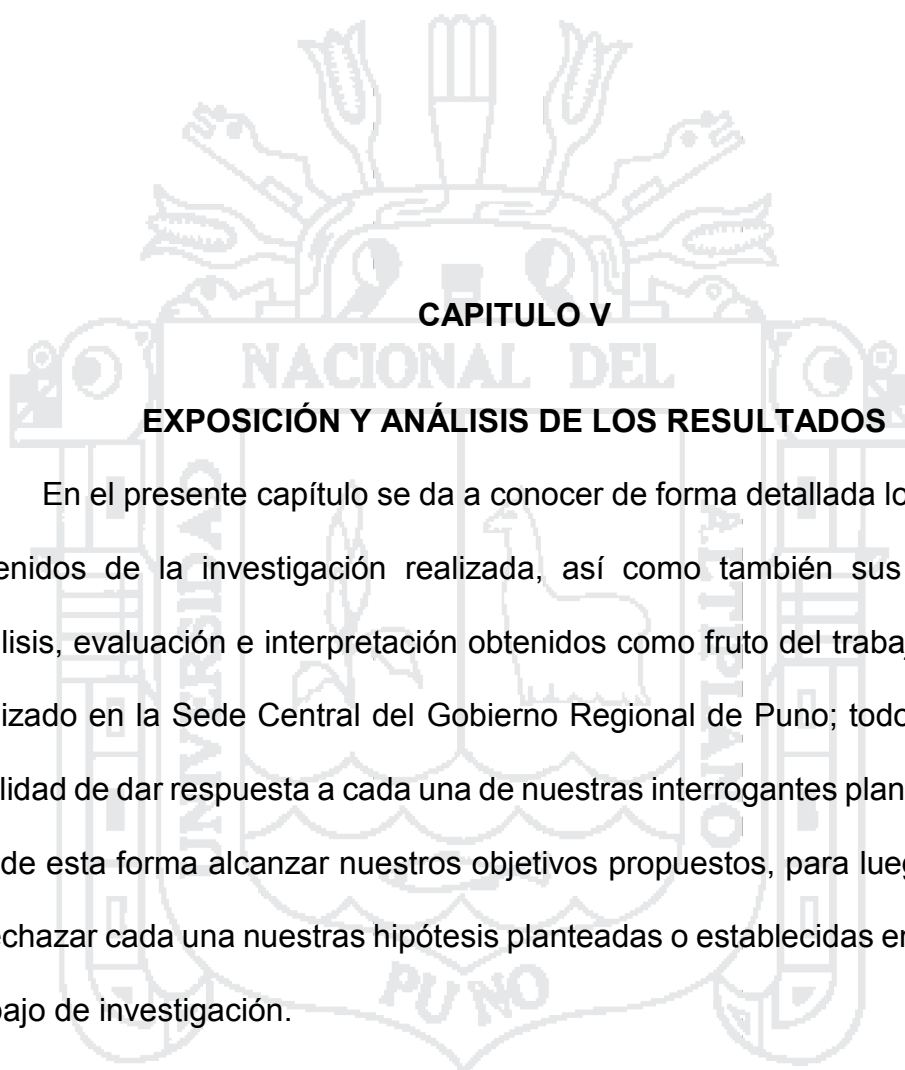 CAPITULO V
NACIONAL DEL
EXPOSICIÓN Y ANÁLISIS DE LOS RESULTADOS
En el presente capítulo se da a conocer de forma detallada lo
enidos de la investigación realizada, así como también sus
lisis, evaluación e interpretación obtenidos como fruto del traba
izado en la Sede Central del Gobierno Regional de Puno; todo
lidad de dar respuesta a cada una de nuestras interrogantes plan
de esta forma alcanzar nuestros objetivos propuestos, para lueg
echazar cada una nuestras hipótesis planteadas o establecidas en
bajo de investigación.
UNIVERSIDAD
ALTIPLANO
PUNO